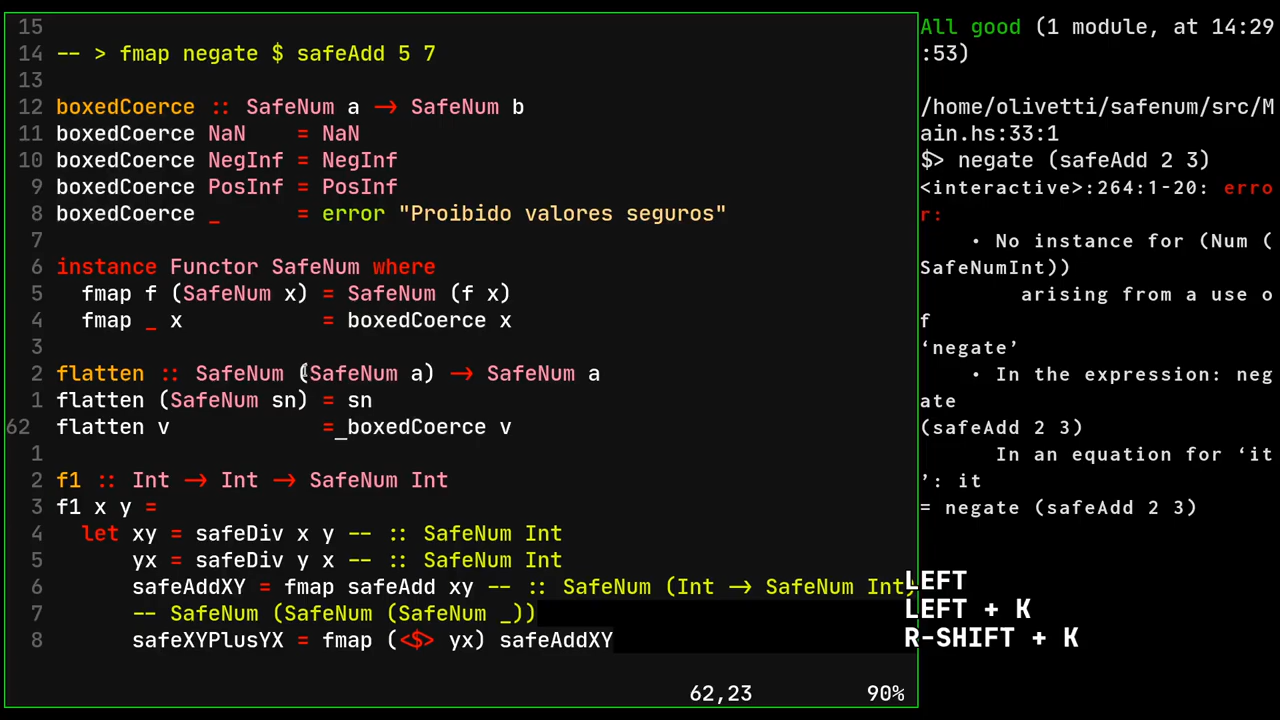 15
14 -- > fmap negate $ safeAdd 5 7
13
12 boxedCoerce :: SafeNum a → SafeNum b
11 boxedCoerce NaN    = NaN
10 boxedCoerce NegInf = NegInf
9 boxedCoerce PosInf = PosInf
8 boxedCoerce _      = error "Proibido valores seguros"
7
6 instance Functor SafeNum where
5   fmap f (SafeNum x) = SafeNum (f x)
4   fmap _ x           = boxedCoerce x
3
2 flatten :: SafeNum (SafeNum a) → SafeNum a
1 flatten (SafeNum sn) = sn
62 flatten v            = boxedCoerce v
1
2 f1 :: Int → Int → SafeNum Int
3 f1 x y =
4   let xy = safeDiv x y -- :: SafeNum Int
5       yx = safeDiv y x -- :: SafeNum Int
6       safeAddXY = fmap safeAdd xy -- :: SafeNum (Int → SafeNum Int)
7       -- SafeNum (SafeNum (SafeNum _))
8       safeXYPlusYX = fmap (<$> yx) safeAddXY
62,23 90%
All good (1 module, at 14:29
:53)
/home/olivetti/safenum/src/M
ain.hs:33:1
$> negate (safeAdd 2 3)
<interactive>:264:1-20: erro
r:
• No instance for (Num (
SafeNumInt))
arising from a use o
f
‘negate’
• In the expression: neg
ate
(safeAdd 2 3)
In an equation for ‘it
’: it
= negate (safeAdd 2 3)
LEFT
LEFT + K
R-SHIFT + K